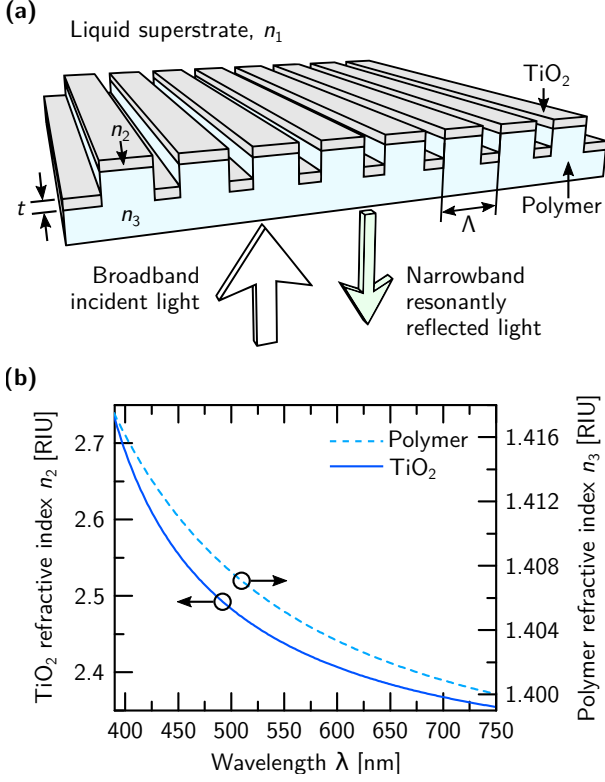 (a)
Liquid superstrate, n₁
TiO₂
n₂
t
n₃
Λ
Polymer
Broadband
incident light
Narrowband
resonantly
reflected light
(b)
TiO₂ refractive index n₂ [RIU]
2.7
2.6
2.5
2.4
Polymer
TiO₂
1.416
1.412
1.408
1.404
1.400
Polymer refractive index n₃ [RIU]
400 450 500 550 600 650 700 750
Wavelength λ [nm]